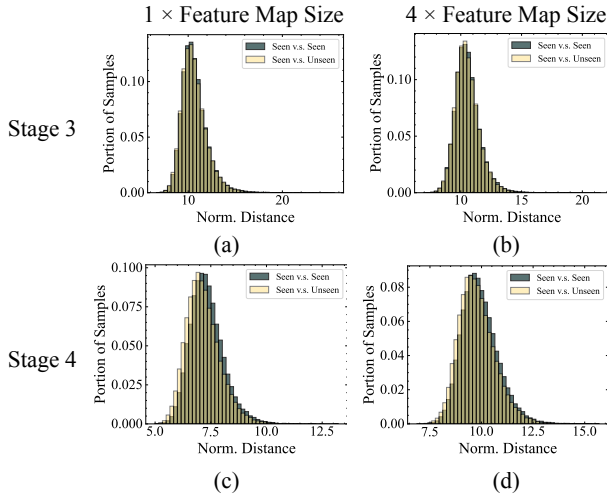 1 × Feature Map Size
4 × Feature Map Size
Stage 3
Portion of Samples
0.10
0.05
0.00
Seen v.s. Seen
Seen v.s. Unseen
10
20
Norm. Distance
(a)
Portion of Samples
0.10
0.05
0.00
Seen v.s. Seen
Seen v.s. Unseen
10
15
20
Norm. Distance
(b)
Stage 4
Portion of Samples
0.100
0.075
0.050
0.025
0.000
Seen v.s. Seen
Seen v.s. Unseen
5.0
7.5
10.0
12.5
Norm. Distance
(c)
Portion of Samples
0.08
0.06
0.04
0.02
0.00
Seen v.s. Seen
Seen v.s. Unseen
7.5
10.0
12.5
15.0
Norm. Distance
(d)